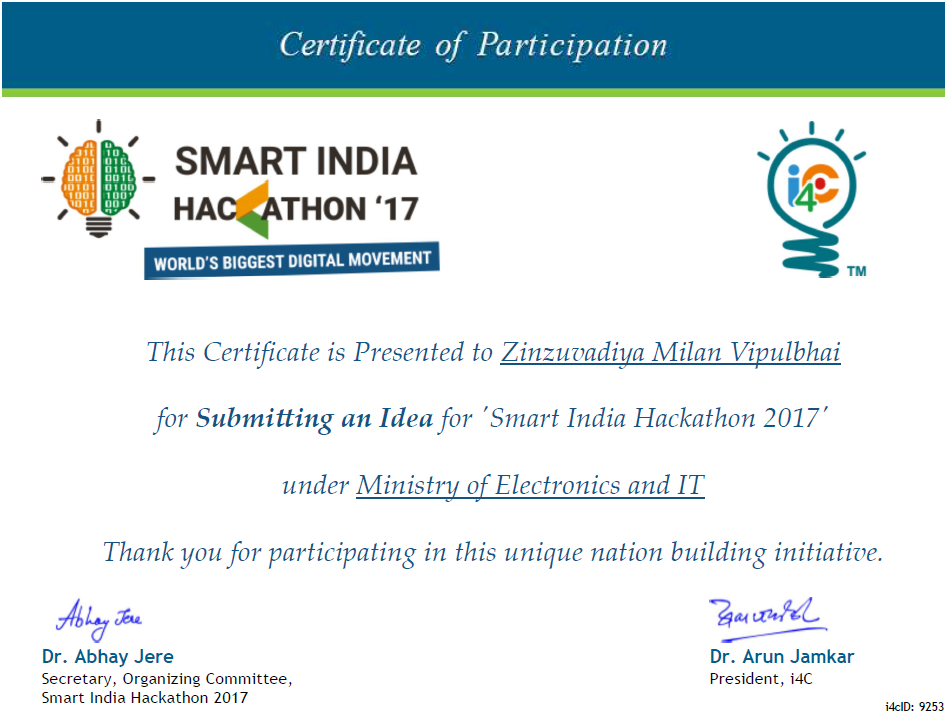 Certificate of Participation
SMART INDIA
HACKATHON ‘17
WORLD'S BIGGEST DIGITAL MOVEMENT
i4C
TM
This Certificate is Presented to Zinzuvadiya Milan Vipulbhai
for Submitting an Idea for 'Smart India Hackathon 2017'
under Ministry of Electronics and IT
Thank you for participating in this unique nation building initiative.
Abhay Jere
Dr. Abhay Jere
Secretary, Organizing Committee,
Smart India Hackathon 2017
Dr. Arun Jamkar
President, i4C
i4cID: 9253